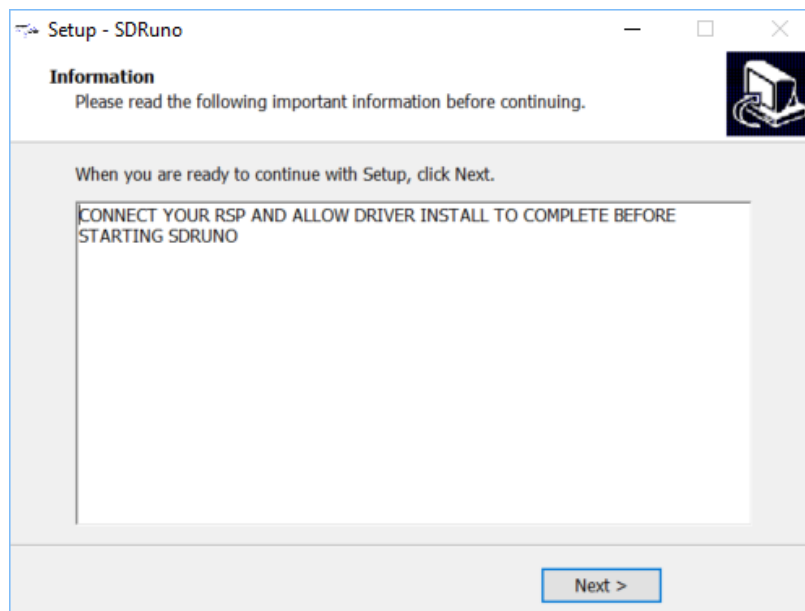 Setup - SDRuno
Information
Please read the following important information before continuing.
When you are ready to continue with Setup, click Next.
CONNECT YOUR RSP AND ALLOW DRIVER INSTALL TO COMPLETE BEFORE
STARTING SDRUNO
Next >